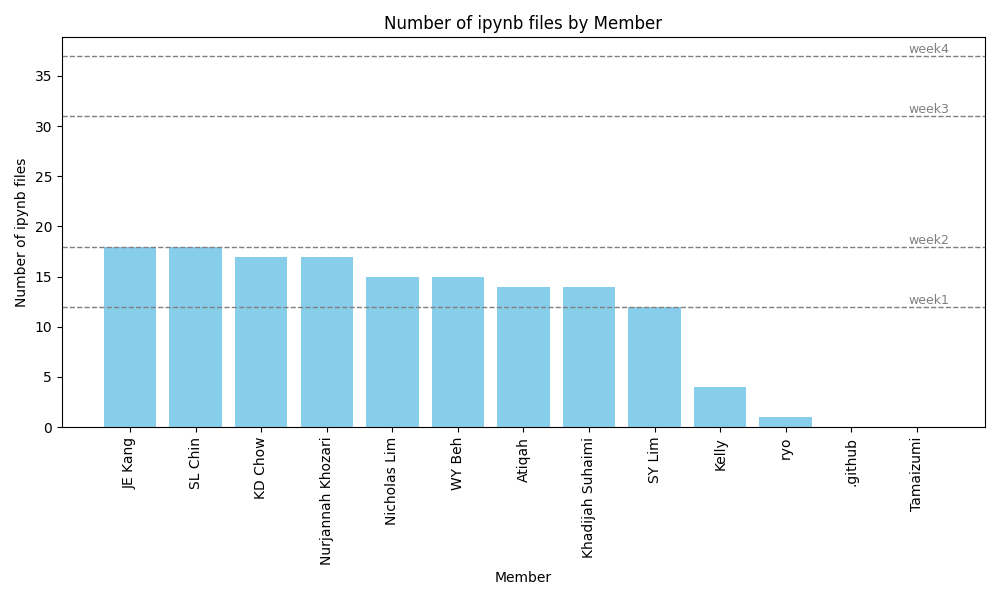 Number of ipynb files by Member
Number of ipynb files
35
30
25
20
15
10
5
0
week4
week3
week2
week1
JE Kang
SL Chin
KD Chow
Nurjannah Khozari
Nicholas Lim
WY Beh
Atiqah
Khadijah Suhaimi
SY Lim
Kelly
ryo
.github
Tamaizumi
Member